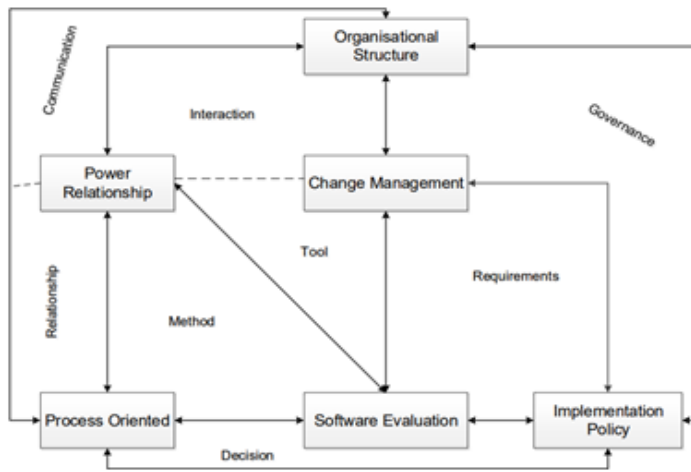 Organisational
Structure
Communication
Interaction
Governance
Power
Relationship
Change Management
Tool
Requirements
Relationship
Method
Process Oriented
Software Evaluation
Implementation
Policy
Decision